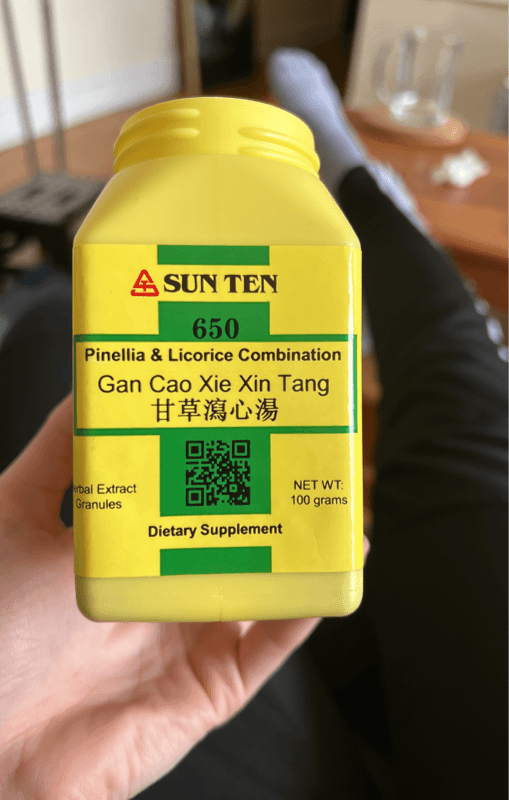 SUN TEN
650
Pinellia & Licorice Combination
Gan Cao Xie Xin Tang
甘草瀉心湯
Extract
Granules
NET WT:
100 grams
Dietary Supplement